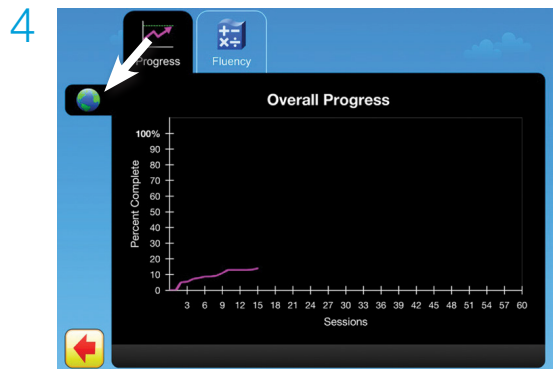 4
Progress
Fluency
Overall Progress
100%
90
80
70
60
50
40
30
20
10
0
Percent Complete
3 6 9 12 15 18 21 24 27 30 33 36 39 42 45 48 51 54 57 60
Sessions